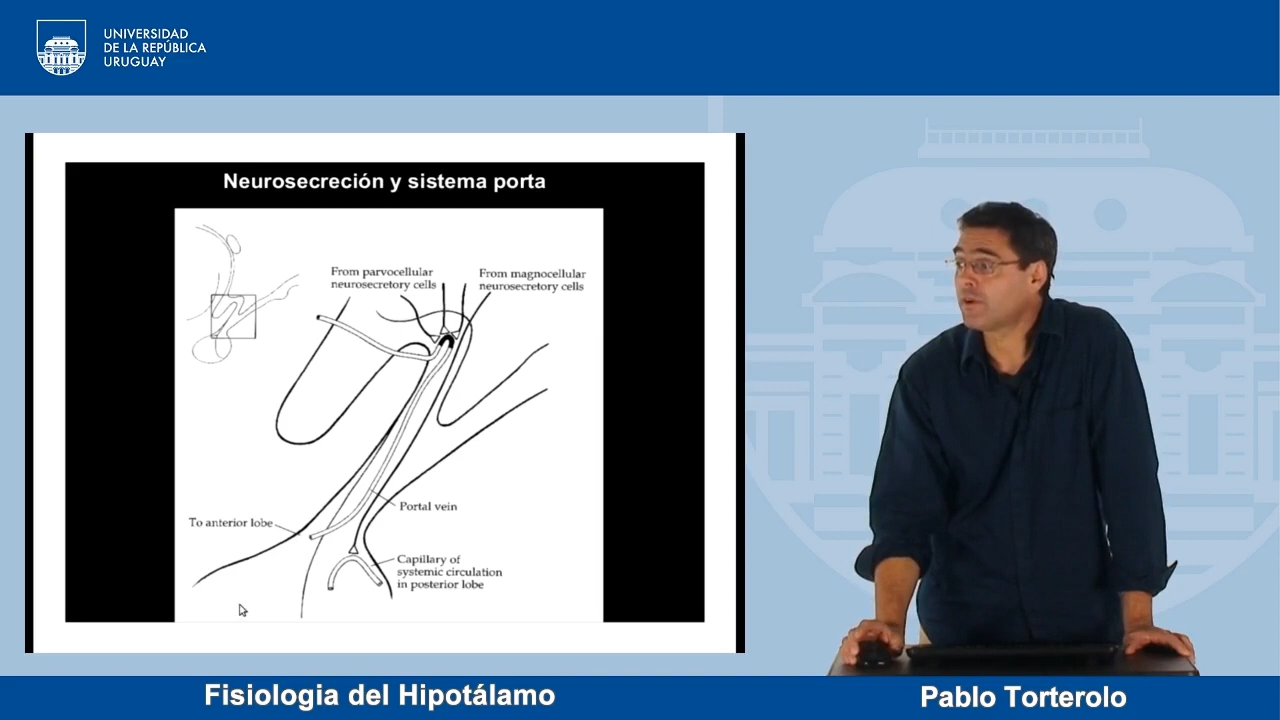 UNIVERSIDAD
DE LA REPÚBLICA
URUGUAY
Neurosecreción y sistema porta
From parvocellular
neurosecretory cells
From magnocellular
neurosecretory cells
Portal vein
To anterior lobe
Capillary of
systemic circulation
in posterior lobe
Fisiologia del Hipotálamo
Pablo Torterolo